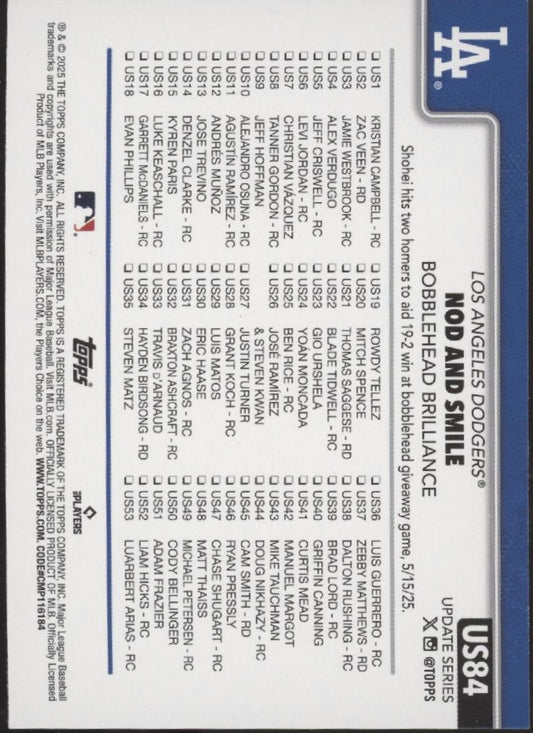 LA®
LOS ANGELES DODGERS®
NOD AND SMILE
BOBBLEHEAD BRILLIANCE
US84
UPDATE SERIES
@TOPPS
Shohei hits two homers to aid 19-2 win at bobblehead giveaway game, 5/15/25.
US1 KRISTIAN CAMPBELL - RC
US2 ZAC VEEN - RD
US3 JAMIE WESTBROOK - RC
US4 ALEX VERDUGO
US5 JEFF CRISWELL - RC
US6 LEVI JORDAN - RC
US7 CHRISTIAN VÁZQUEZ
US8 TANNER GORDON - RC
US9 JEFF HOFFMAN
US10 ALEJANDRO OSUNA - RC
US11 AGUSTÍN RAMÍREZ - RC
US12 ANDRÉS MUÑOZ
US13 JOSE TREVINO
US14 DENZEL CLARKE - RC
US15 KYREN PARIS
US16 LUKE KEASCHALL - RC
US17 GARRETT McDANIELS - RC
US18 EVAN PHILLIPS
US19 ROWDY TELLEZ
US20 MITCH SPENCE
US21 THOMAS SAGGESE - RD
US22 BLADE TIDWELL - RC
US23 GIO URSHELA
US24 YOÁN MONCADA
US25 BEN RICE - RC
US26 JOSÉ RAMÍREZ
& STEVEN KWAN
US27 JUSTIN TURNER
US28 GRANT KOCH - RC
US29 LUIS MATOS
US30 ERIC HAASE
US31 ZACH AGNOS - RC
US32 BRAXTON ASHCRAFT - RC
US33 TRAVIS d'ARNAUD
US34 HAYDEN BIRDSONG - RD
US35 STEVEN MATZ
US36 LUIS GUERRERO - RC
US37 ZEBBY MATTHEWS - RD
US38 DALTON RUSHING - RC
US39 BRAD LORD - RC
US40 GRIFFIN CANNING
US41 CURTIS MEAD
US42 MANUEL MARGOT
US43 MIKE TAUCHMAN
US44 DOUG NIKHAZY - RC
US45 CAM SMITH - RD
US46 RYAN PRESSLY
US47 CHASE SHUGART - RC
US48 MATT THAISS
US49 MICHAEL PETERSEN - RC
US50 CODY BELLINGER
US51 ADAM FRAZIER
US52 LIAM HICKS - RC
US53 LUARBERT ARIAS - RC
topps®
PLAYERS
® & © 2025 THE TOPPS COMPANY, INC. ALL RIGHTS RESERVED. TOPPS IS A REGISTERED TRADEMARK OF THE TOPPS COMPANY, INC. Major League Baseball
trademarks and copyrights are used with permission of Major League Baseball. Visit MLB.com. OFFICIALLY LICENSED PRODUCT OF MLB. Officially Licensed
Product of MLB Players, Inc. Visit MLBPLAYERS.COM, the Players Choice on the web. WWW.TOPPS.COM. CODE#CMP116184